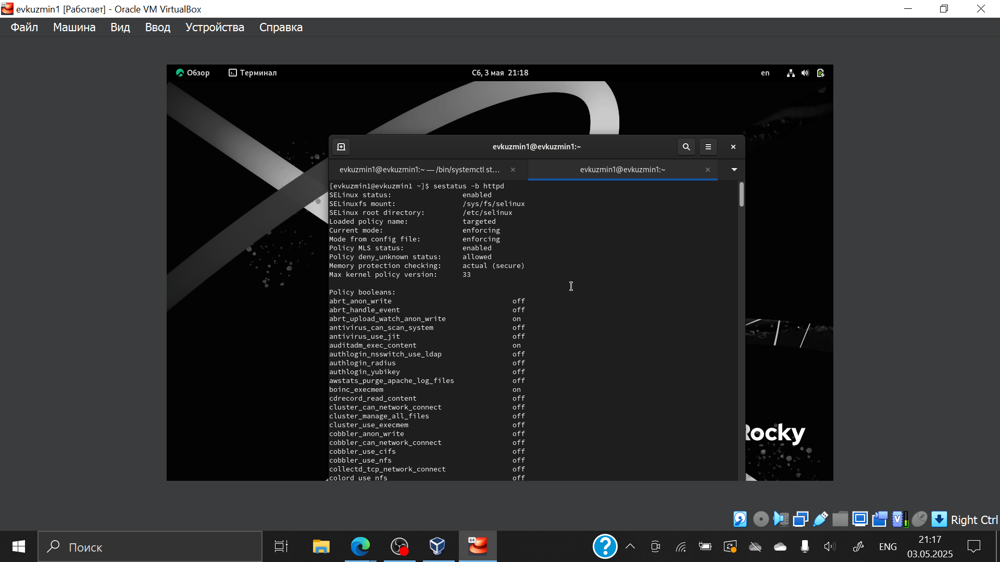 evkuzmin1 [Работает] - Oracle VM VirtualBox
Файл Машина Вид Ввод Устройства Справка
Обзор Терминал Сб, 3 мая 21:18 en
evkuzmin1@evkuzmin1:~
evkuzmin1@evkuzmin1:~ — /bin/systemctl st... evkuzmin1@evkuzmin1:~
[evkuzmin1@evkuzmin1 ~]$ sestatus -b httpd
SELinux status: enabled
SELinuxfs mount: /sys/fs/selinux
SELinux root directory: /etc/selinux
Loaded policy name: targeted
Current mode: enforcing
Mode from config file: enforcing
Policy MLS status: enabled
Policy deny_unknown status: allowed
Memory protection checking: actual (secure)
Max kernel policy version: 33
Policy booleans:
abrt_anon_write off
abrt_handle_event off
abrt_upload_watch_anon_write on
antivirus_can_scan_system off
antivirus_use_jit off
auditadm_exec_content on
authlogin_nsswitch_use_ldap off
authlogin_radius off
authlogin_yubikey off
awstats_purge_apache_log_files off
boinc_execmem on
cdrecord_read_content off
cluster_can_network_connect off
cluster_manage_all_files off
cluster_use_execmem off
cobbler_anon_write off
cobbler_can_network_connect off
cobbler_use_cifs off
cobbler_use_nfs off
collectd_tcp_network_connect off
colord_use_nfs off
Rocky
Right Ctrl
64
Поиск
64
ENG
21:17
03.05.2025